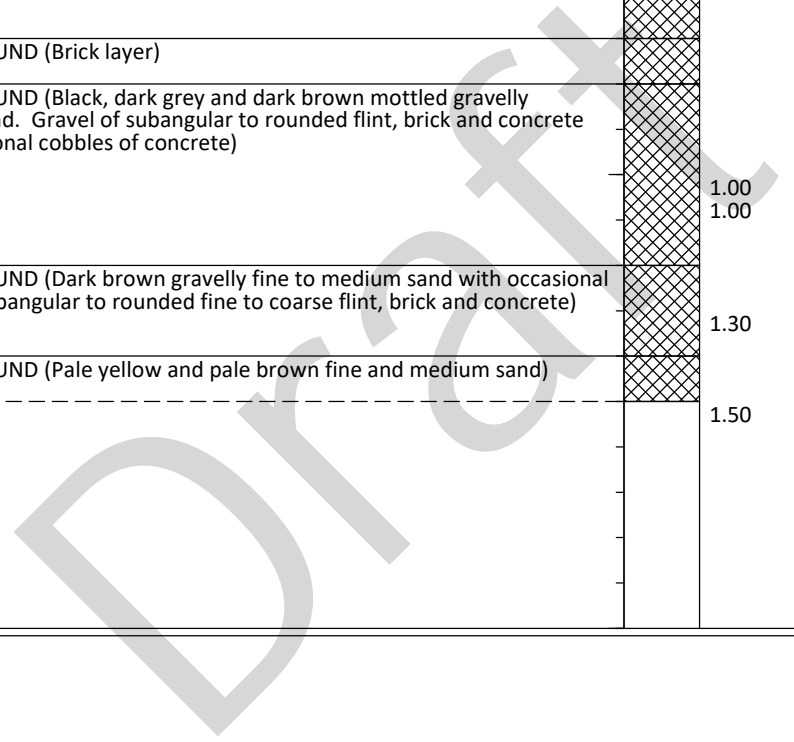 UND (Brick layer)
UND (Black, dark grey and dark brown mottled gravelly
nd. Gravel of subangular to rounded flint, brick and concrete
onal cobbles of concrete)
1.00
1.00
UND (Dark brown gravelly fine to medium sand with occasional
bangular to rounded fine to coarse flint, brick and concrete)
1.30
UND (Pale yellow and pale brown fine and medium sand)
1.50
Draft